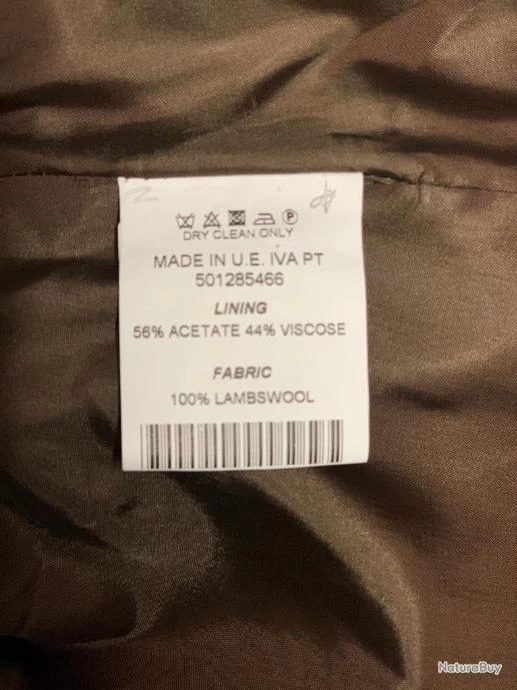 DRY CLEAN ONLY
MADE IN U.E. IVA PT
501285466
LINING
56% ACETATE 44% VISCOSE
FABRIC
100% LAMBSWOOL
NaturaBuy